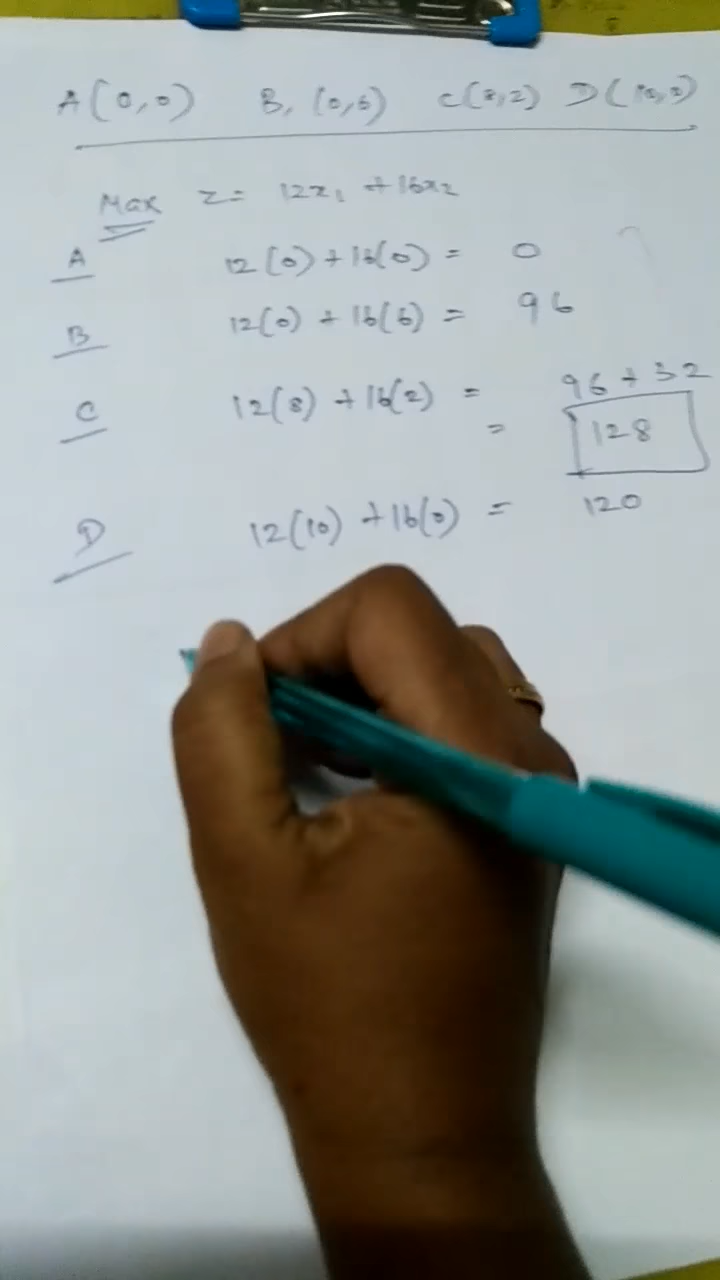 A(0,0) B, (0,6) C(8,2) D(10,0)
Max Z= 12x₁ +16x₂
A 12(0)+16(0) = 0
B 12(0) + 16(6) = 96
C 12(8) +16(2) = 96 + 32
= 128
D 12(10) +16(0) = 120